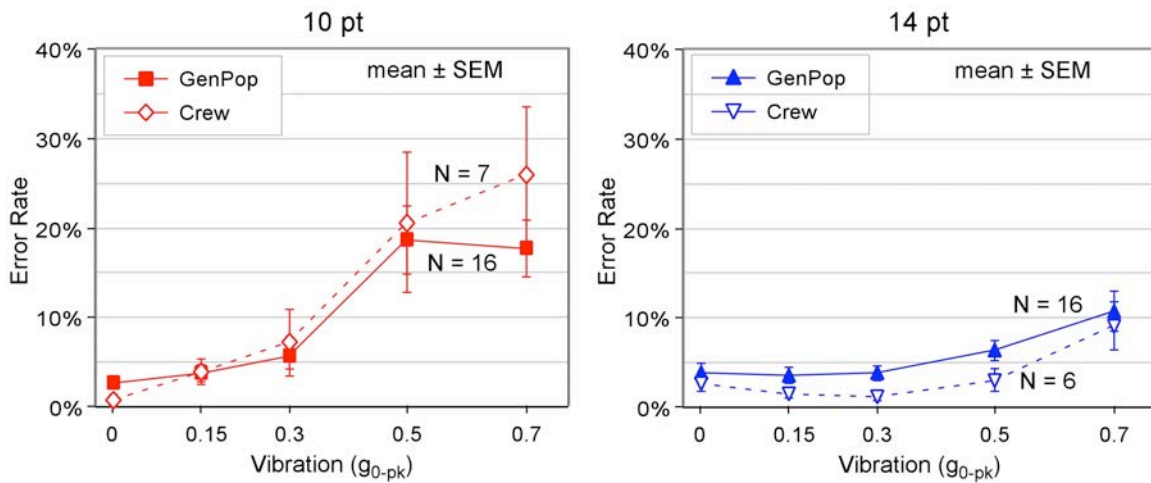 10 pt
40%
30%
20%
10%
0%
Error Rate
GenPop
Crew
mean ± SEM
N = 7
N = 16
0 0.15 0.3 0.5 0.7
Vibration (g0-pk)
14 pt
40%
30%
20%
10%
0%
Error Rate
GenPop
Crew
mean ± SEM
N = 16
N = 6
0 0.15 0.3 0.5 0.7
Vibration (g0-pk)